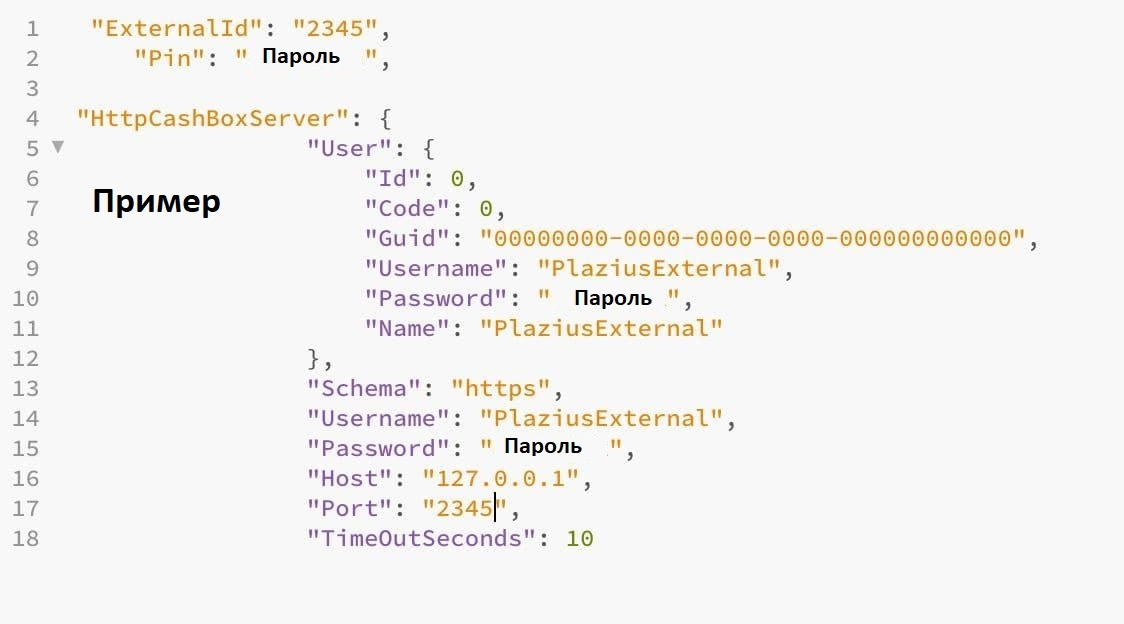 1 "ExternalId": "2345",
2 "Pin": " Пароль ",
3
4 "HttpCashBoxServer": {
5 "User": {
6 "Id": 0,
Пример
7 "Code": 0,
8 "Guid": "00000000-0000-0000-0000-000000000000",
9 "Username": "PlaziusExternal",
10 "Password": " Пароль ",
11 "Name": "PlaziusExternal"
12 },
13 "Schema": "https",
14 "Username": "PlaziusExternal",
15 "Password": " Пароль ",
16 "Host": "127.0.0.1",
17 "Port": "2345",
18 "TimeOutSeconds": 10